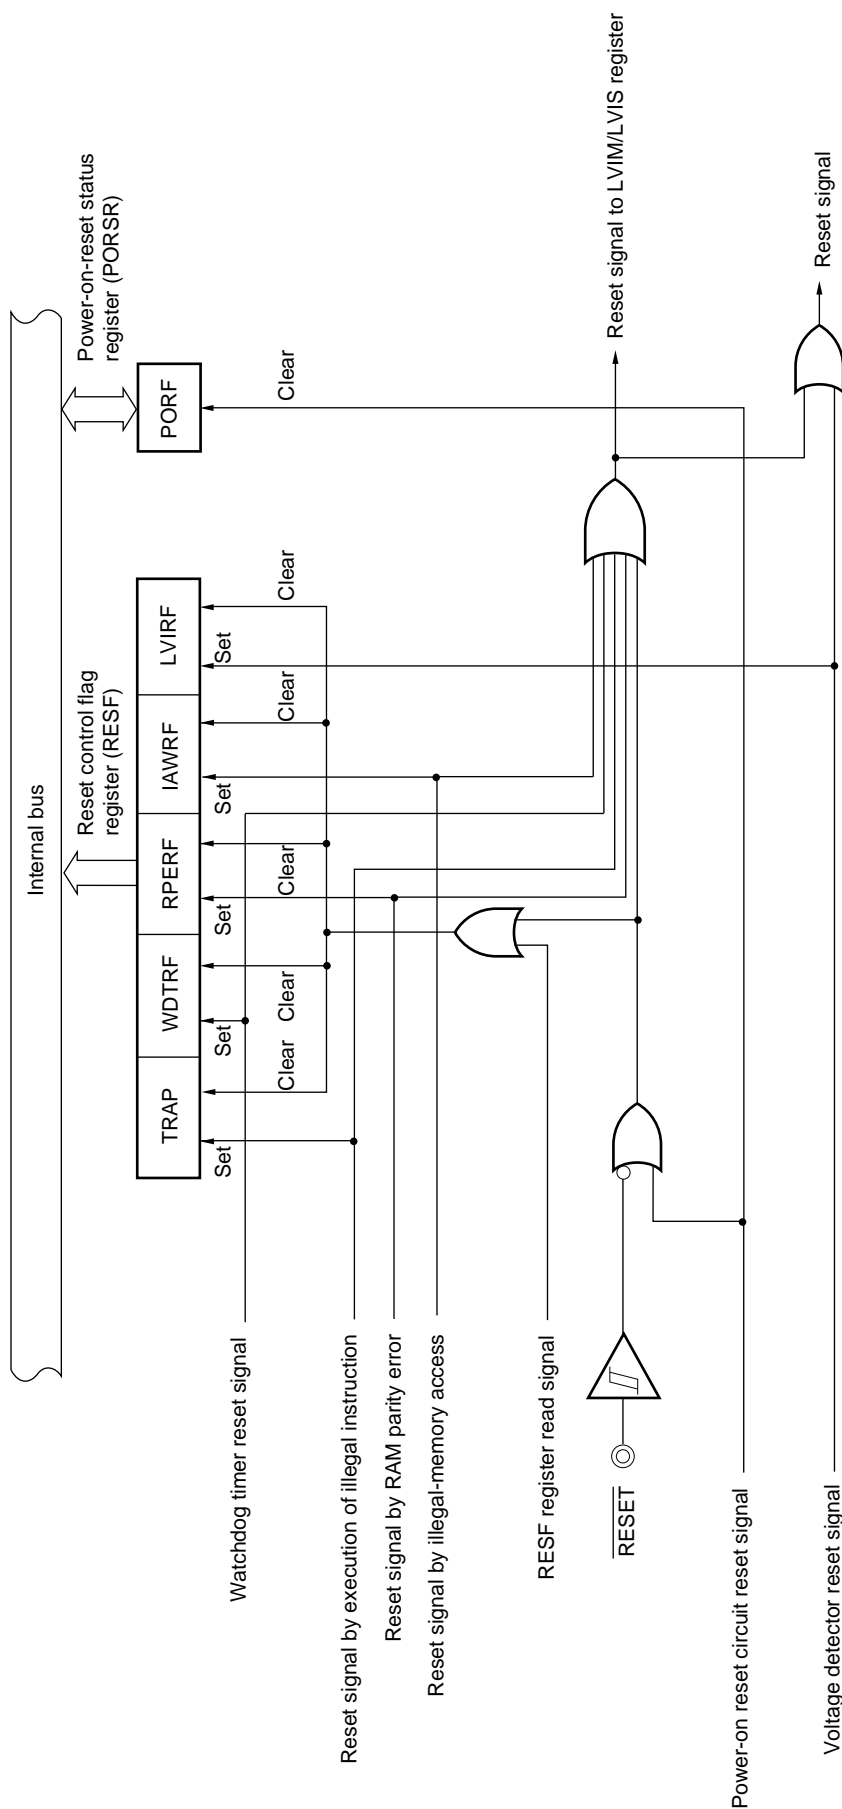 Internal bus
Reset control flag
register (RESF)
Power-on-reset status
register (PORSR)
TRAP
WDTRF
RPERF
IAWRF
LVIRF
PORF
Set
Set
Set
Set
Set
Clear
Clear
Clear
Clear
Clear
Clear
Watchdog timer reset signal
Reset signal by execution of illegal instruction
Reset signal by RAM parity error
Reset signal by illegal-memory access
RESF register read signal
RESET
Reset signal to LVIM/LVIS register
Power-on reset circuit reset signal
Voltage detector reset signal
Reset signal